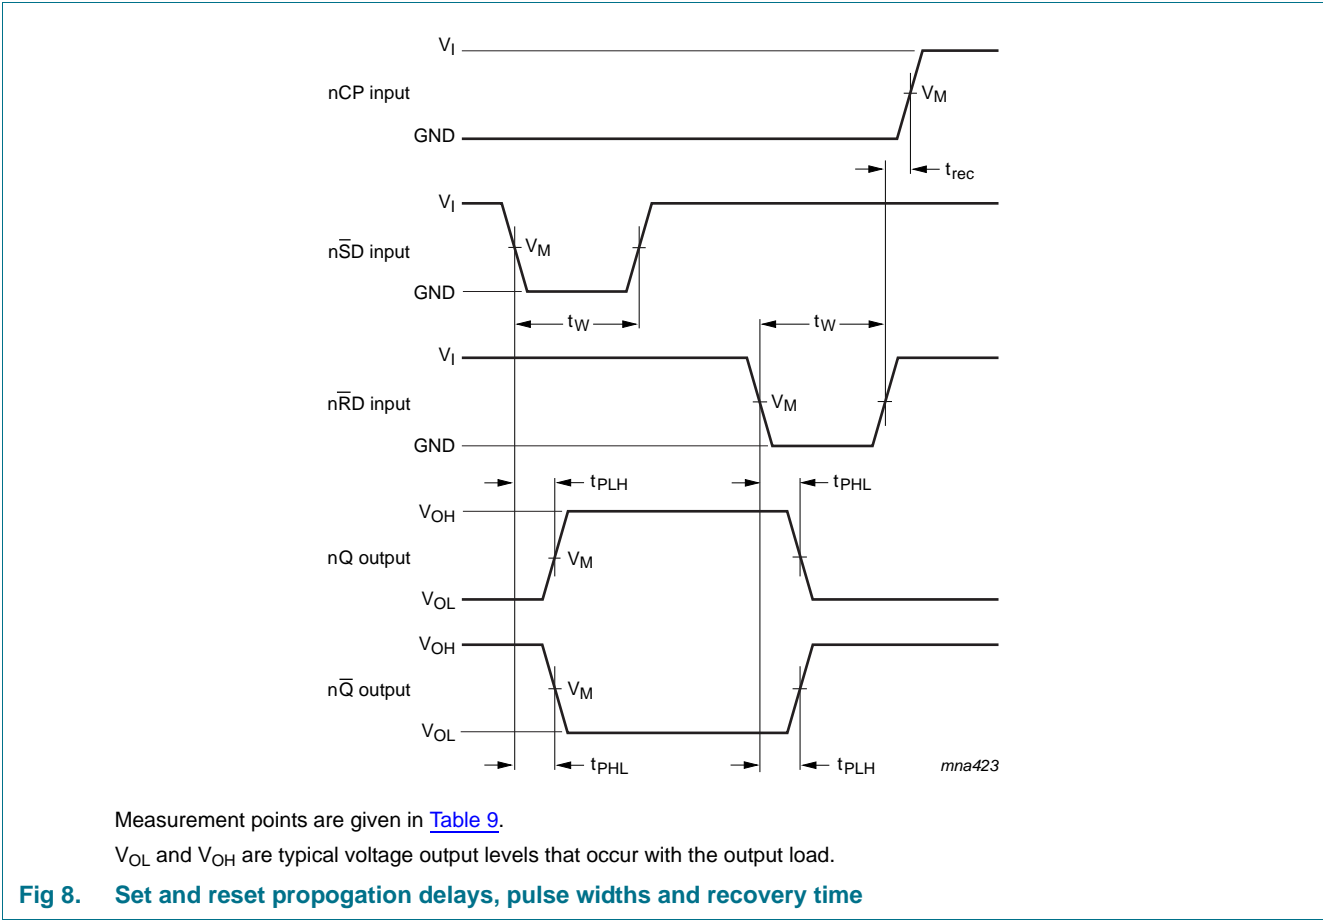 VI
nCP input
VM
GND
trec
VI
nS̅D input
VM
GND
tW
tW
VI
nR̅D input
VM
GND
tPLH
tPHL
VOH
nQ output
VM
VOL
VOH
nQ̅ output
VM
VOL
tPHL
tPLH
mna423
Measurement points are given in Table 9.
VOL and VOH are typical voltage output levels that occur with the output load.
Fig 8. Set and reset propogation delays, pulse widths and recovery time